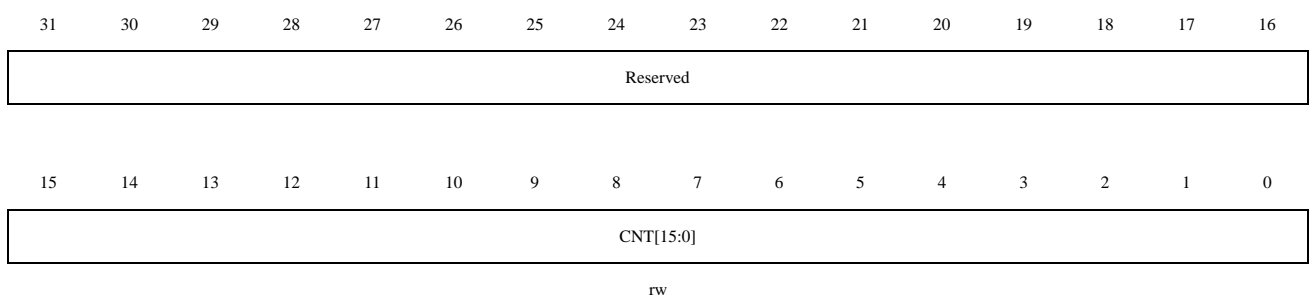 31 30 29 28 27 26 25 24 23 22 21 20 19 18 17 16
Reserved
15 14 13 12 11 10 9 8 7 6 5 4 3 2 1 0
CNT[15:0]
rw